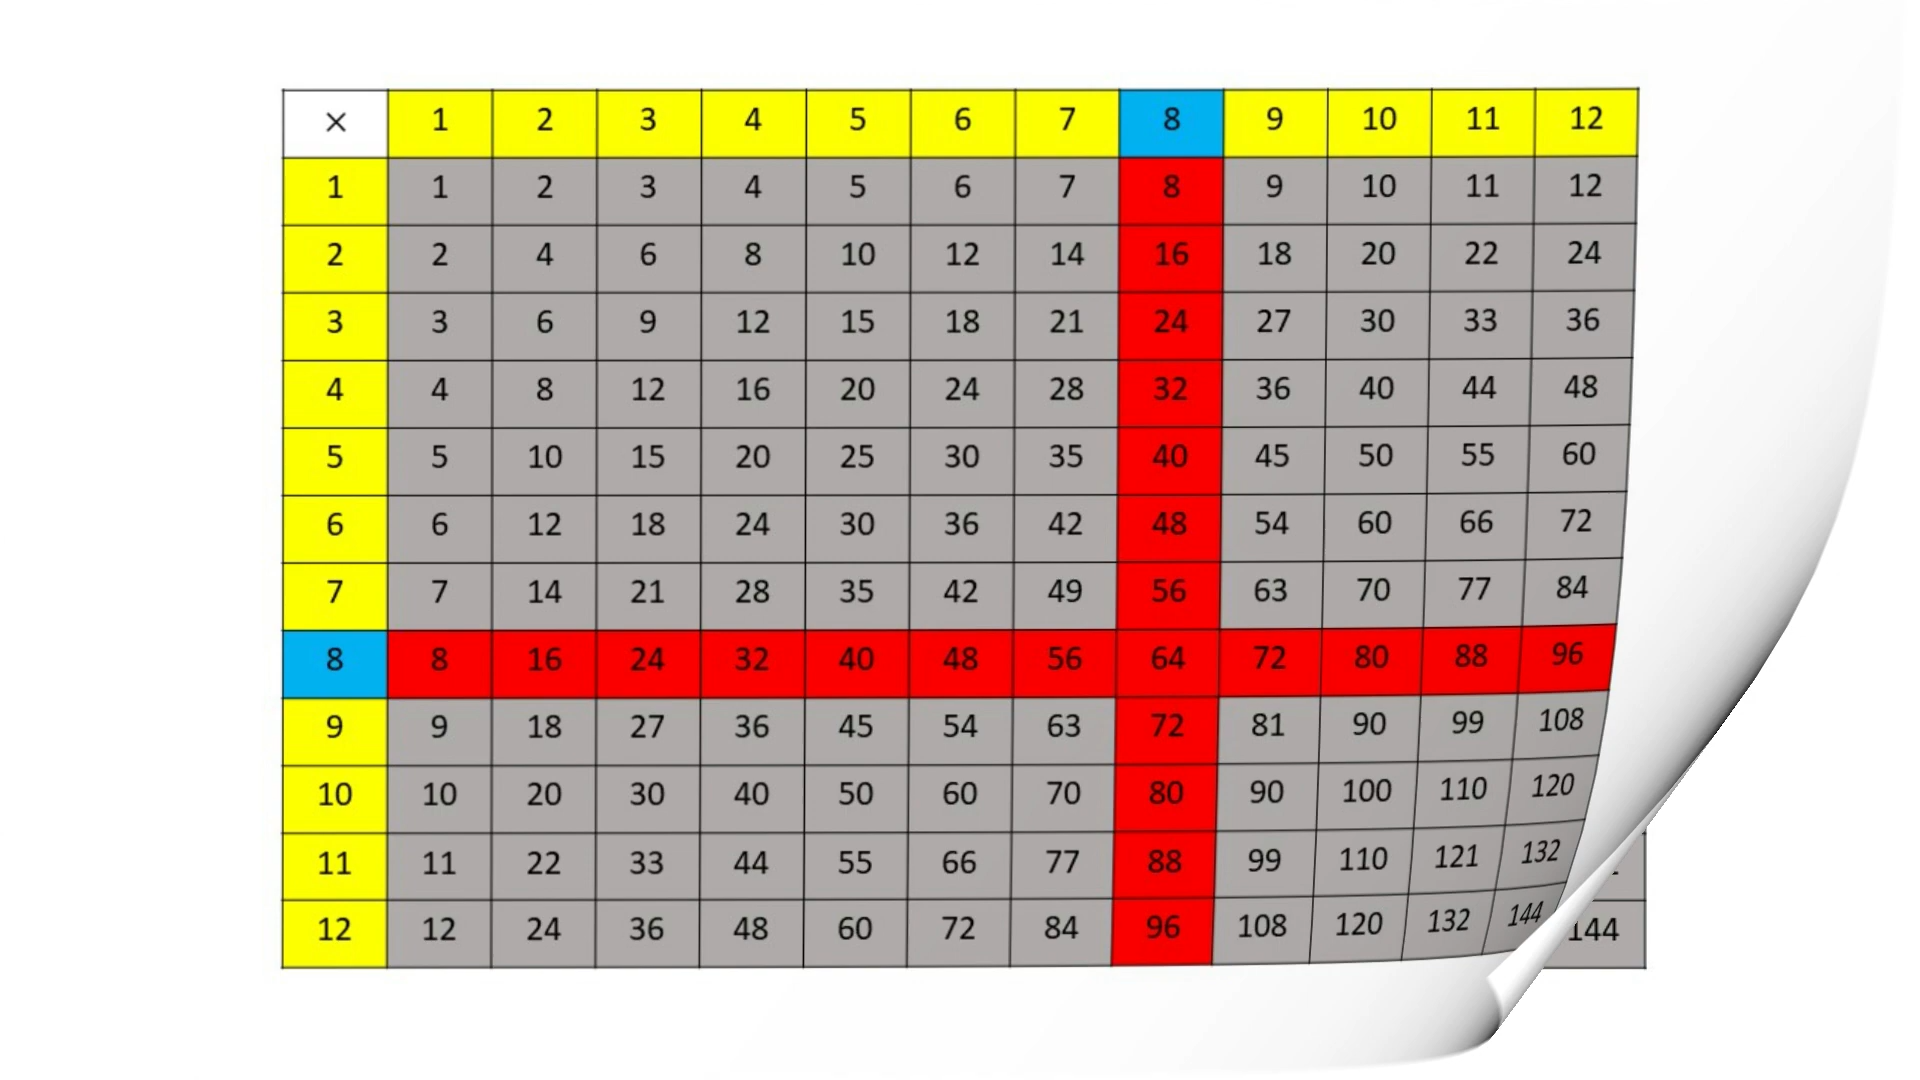 × 1 2 3 4 5 6 7 8 9 10 11 12
1 1 2 3 4 5 6 7 8 9 10 11 12
2 2 4 6 8 10 12 14 16 18 20 22 24
3 3 6 9 12 15 18 21 24 27 30 33 36
4 4 8 12 16 20 24 28 32 36 40 44 48
5 5 10 15 20 25 30 35 40 45 50 55 60
6 6 12 18 24 30 36 42 48 54 60 66 72
7 7 14 21 28 35 42 49 56 63 70 77 84
8 8 16 24 32 40 48 56 64 72 80 88 96
9 9 18 27 36 45 54 63 72 81 90 99 108
10 10 20 30 40 50 60 70 80 90 100 110 120
11 11 22 33 44 55 66 77 88 99 110 121 132
12 12 24 36 48 60 72 84 96 108 120 132 144 144